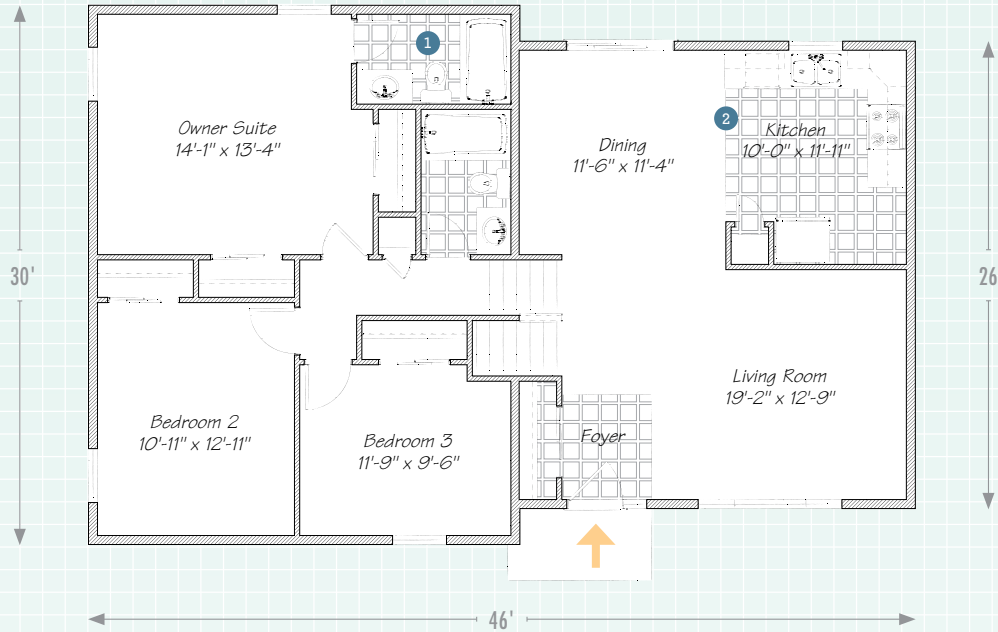 1
Owner Suite
14'-1" x 13'-4"
Dining
11'-6" x 11'-4"
2
Kitchen
10'-0" x 11'-11"
30'
26
Living Room
19'-2" x 12'-9"
Bedroom 2
10'-11" x 12'-11"
Bedroom 3
11'-9" x 9'-6"
Foyer
46'